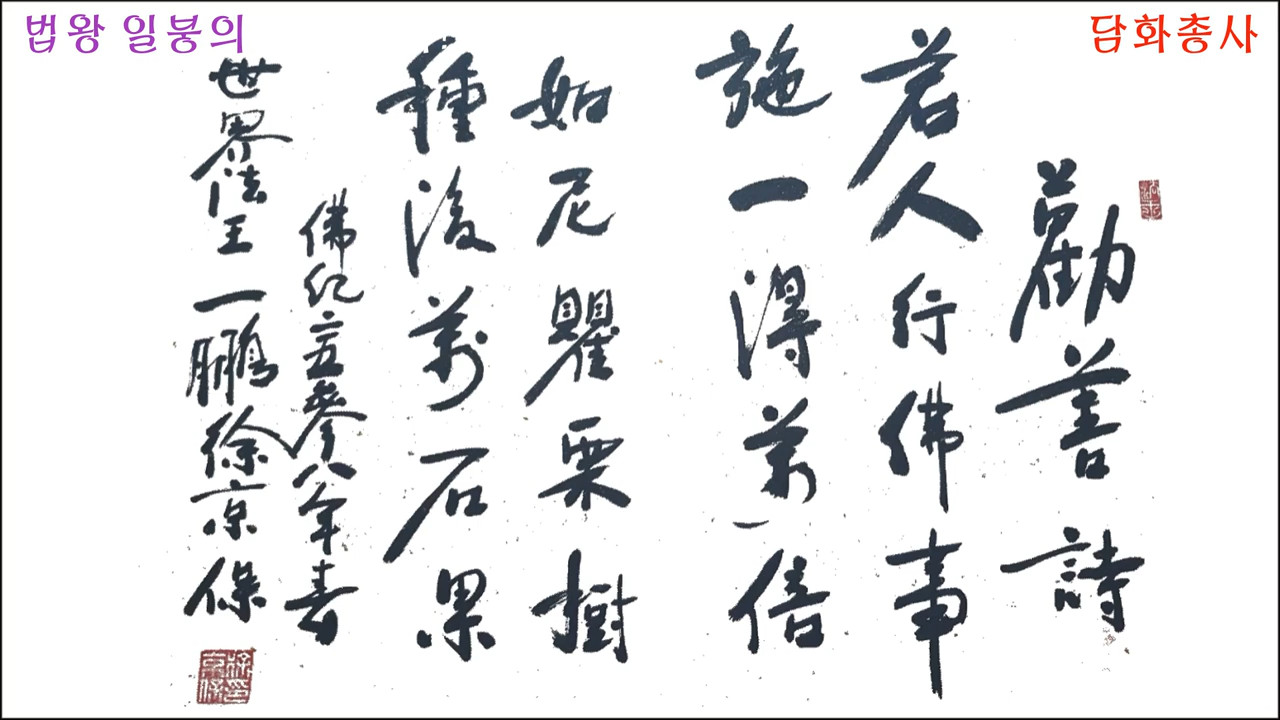 법왕 일붕의
담화총사
勸善詩
若人行佛事
施一得萬倍
如尼瞿栗樹
種後萬石果
佛紀二五參八年春
世界法王 一鵬 徐京保